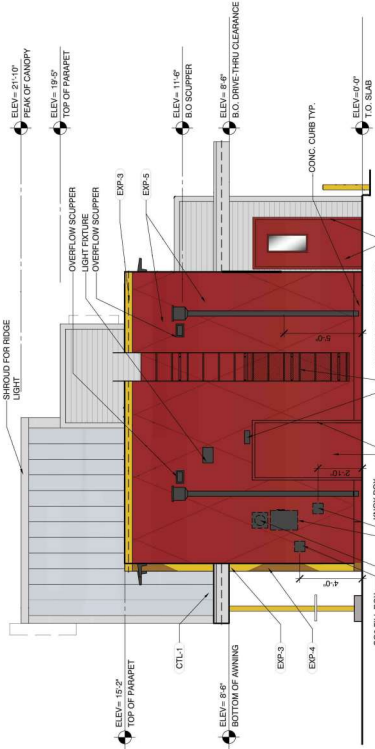 SHROUD FOR RIDGE
LIGHT
ELEV= 21'-10"
PEAK OF CANOPY
ELEV= 19'-5"
TOP OF PARAPET
OVERFLOW SCUPPER
LIGHT FIXTURE
OVERFLOW SCUPPER
EXP-3
EXP-5
ELEV= 11'-6"
B.O SCUPPER
ELEV= 8'-6"
B.O. DRIVE-THRU CLEARANCE
CONC. CURB TYP.
ELEV=0'-0"
T.O. SLAB
ELEV= 15'-2"
TOP OF PARAPET
CTL-1
ELEV= 8'-6"
BOTTOM OF AWNING
EXP-3
EXP-4
4'-0"
2'-10"
5'-0"